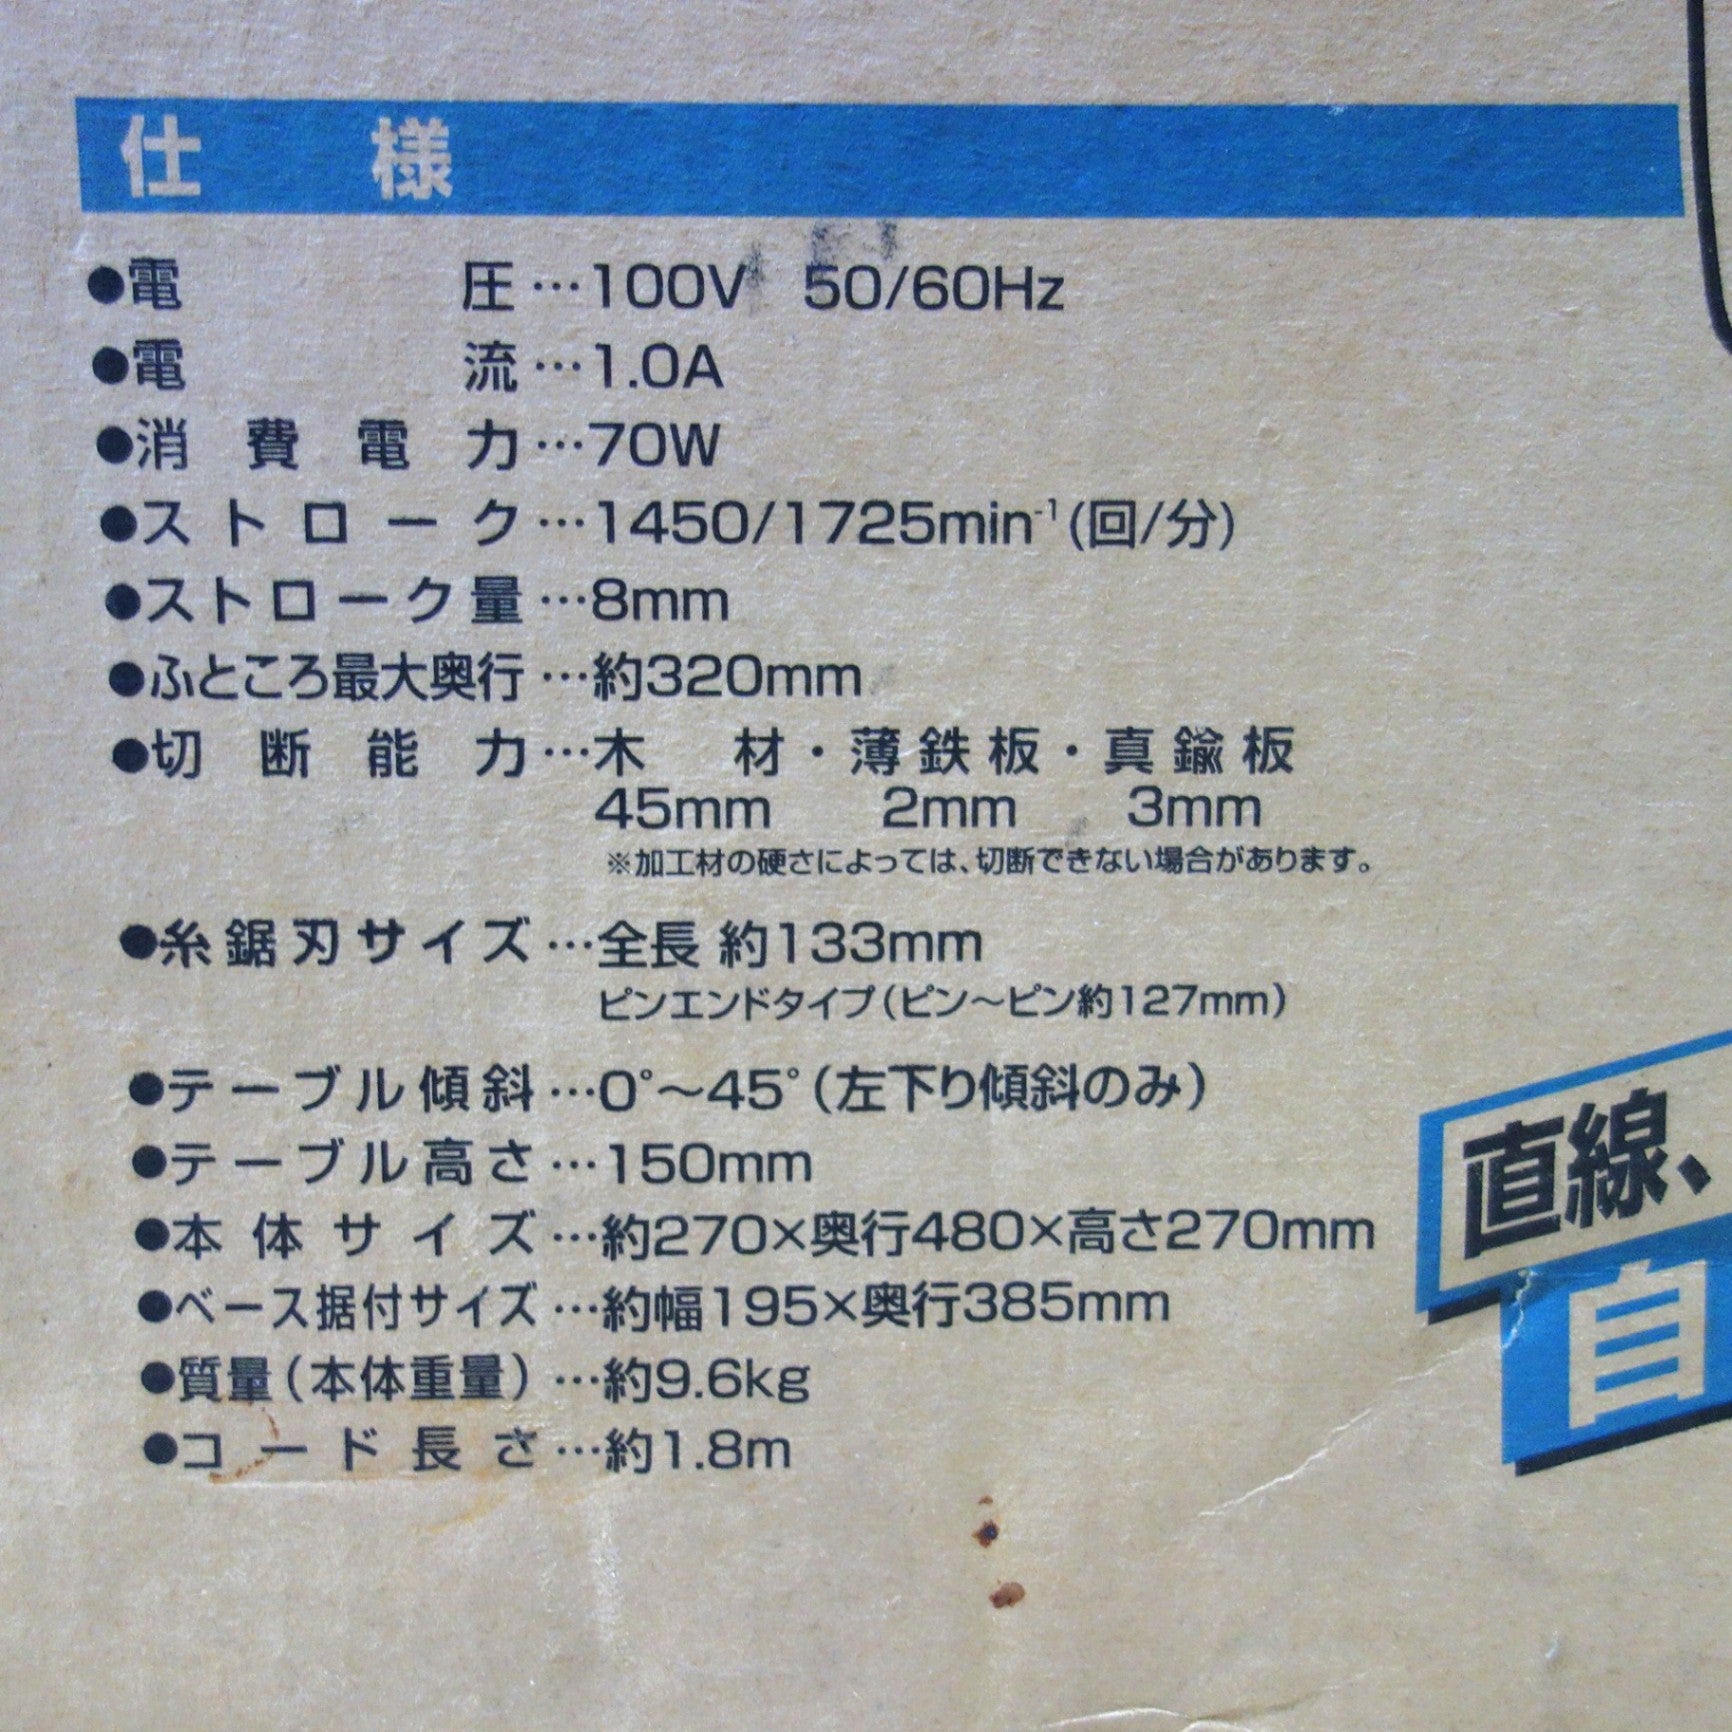 仕様
●電圧…100V 50/60Hz
●電流…1.0A
●消費電力…70W
●ストローク…1450/1725min⁻¹(回/分)
●ストローク量…8mm
●ふところ最大奥行…約320mm
●切断能力…木材・薄鉄板・真鍮板
45mm 2mm 3mm
※加工材の硬さによっては、切断できない場合があります。
●糸鋸刃サイズ…全長 約133mm
ピンエンドタイプ(ピン～ピン約127mm)
●テーブル傾斜…0°～45°(左下り傾斜のみ)
●テーブル高さ…150mm
●本体サイズ…約270×奥行480×高さ270mm
●ベース据付サイズ…約幅195×奥行385mm
●質量(本体重量)…約9.6kg
●コード長さ…約1.8m
直線、
自